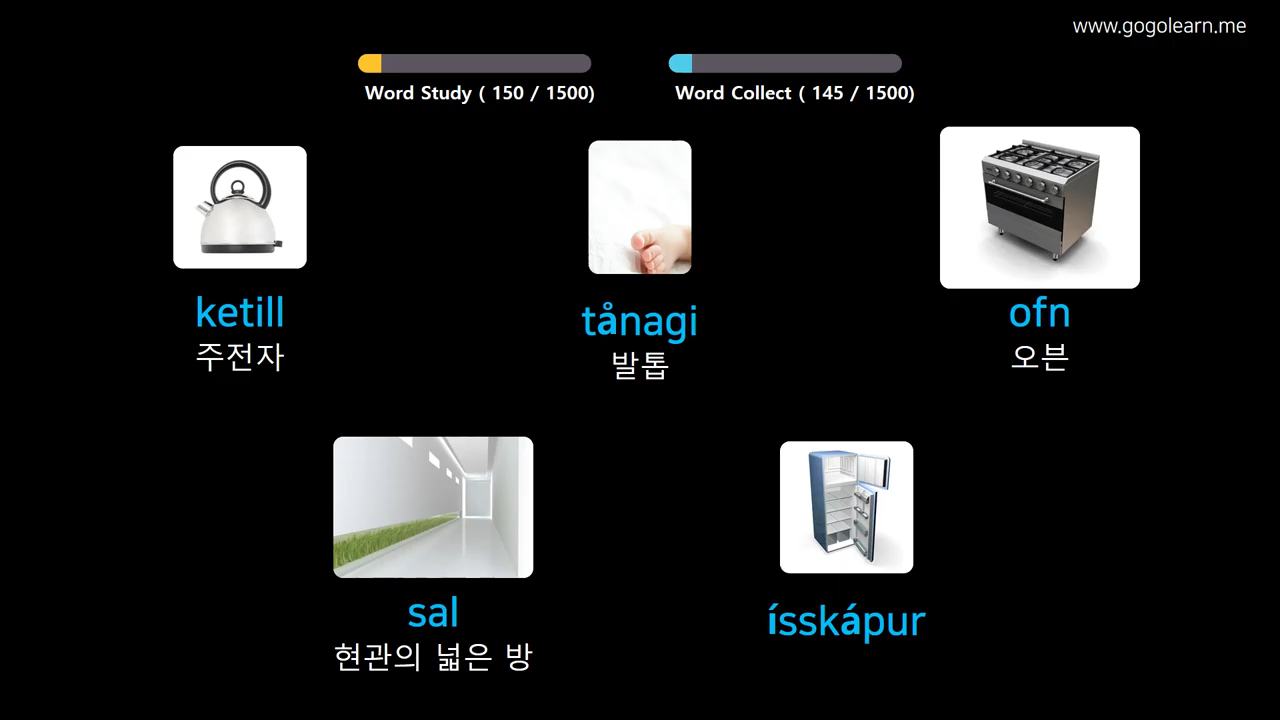 www.gogolearn.me
Word Study ( 150 / 1500)
Word Collect ( 145 / 1500)
ketill
주전자
tånagi
발톱
ofn
오븐
sal
현관의 넓은 방
ísskápur